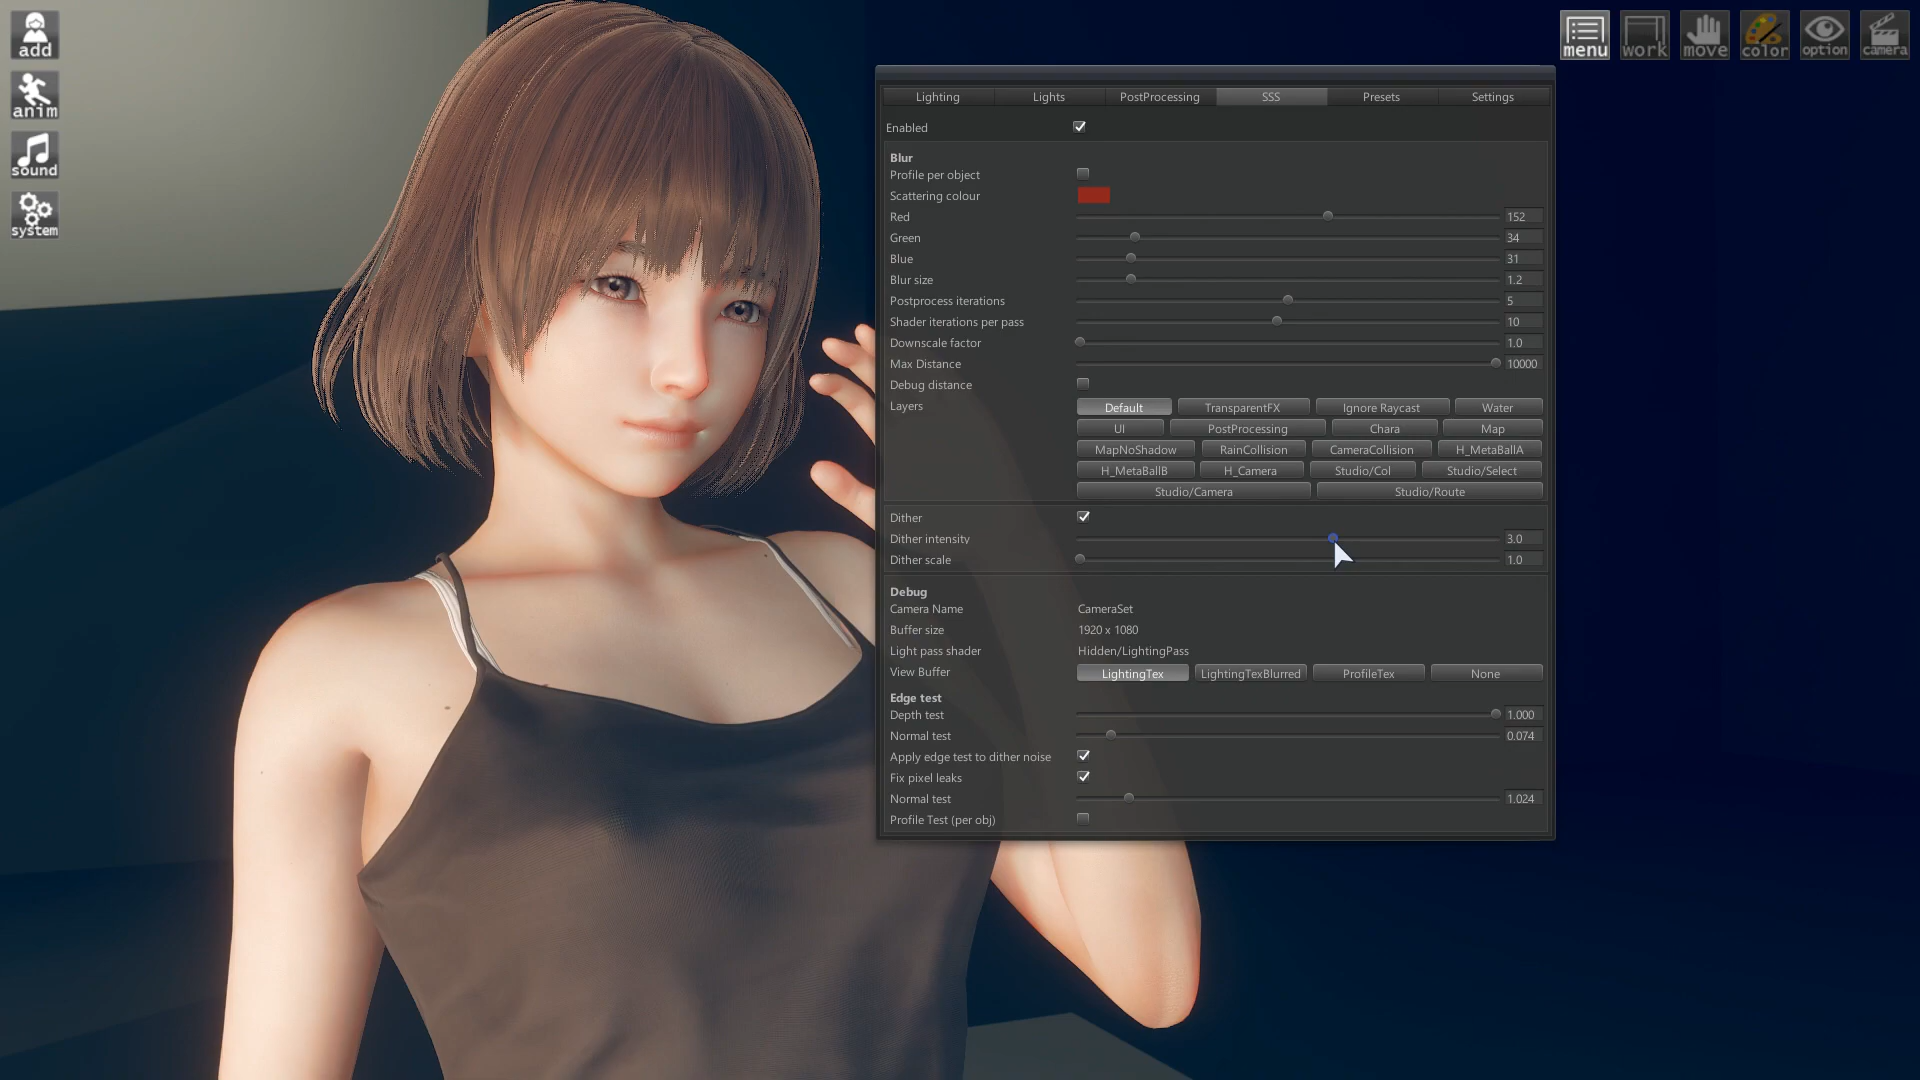 add
anim
sound
system
menu work move color option camera
Lighting Lights PostProcessing SSS Presets Settings
Enabled
Blur
Profile per object
Scattering colour
Red 152
Green 34
Blue 31
Blur size 1.2
Postprocess iterations 5
Shader iterations per pass 10
Downscale factor 1.0
Max Distance 10000
Debug distance
Layers Default TransparentFX Ignore Raycast Water
UI PostProcessing Chara Map
MapNoShadow RainCollision CameraCollision H_MetaBallA
H_MetaBallB H_Camera Studio/Col Studio/Select
Studio/Camera Studio/Route
Dither
Dither intensity 3.0
Dither scale 1.0
Debug
Camera Name CameraSet
Buffer size 1920 x 1080
Light pass shader Hidden/LightingPass
View Buffer LightingTex LightingTexBlurred ProfileTex None
Edge test
Depth test 1.000
Normal test 0.074
Apply edge test to dither noise
Fix pixel leaks
Normal test 1.024
Profile Test (per obj)